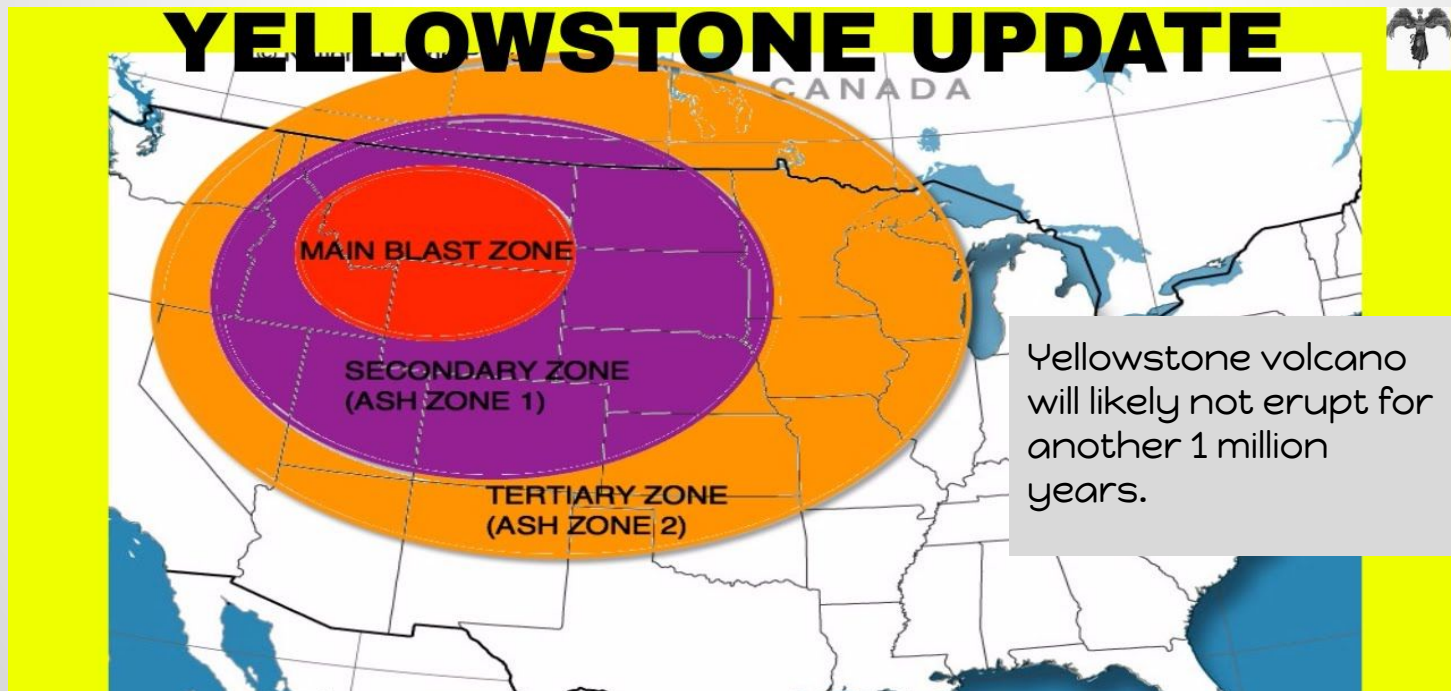 YELLOWSTONE UPDATE
CANADA
MAIN BLAST ZONE
SECONDARY ZONE
(ASH ZONE 1)
TERTIARY ZONE
(ASH ZONE 2)
Yellowstone volcano
will likely not erupt for
another 1 million
years.